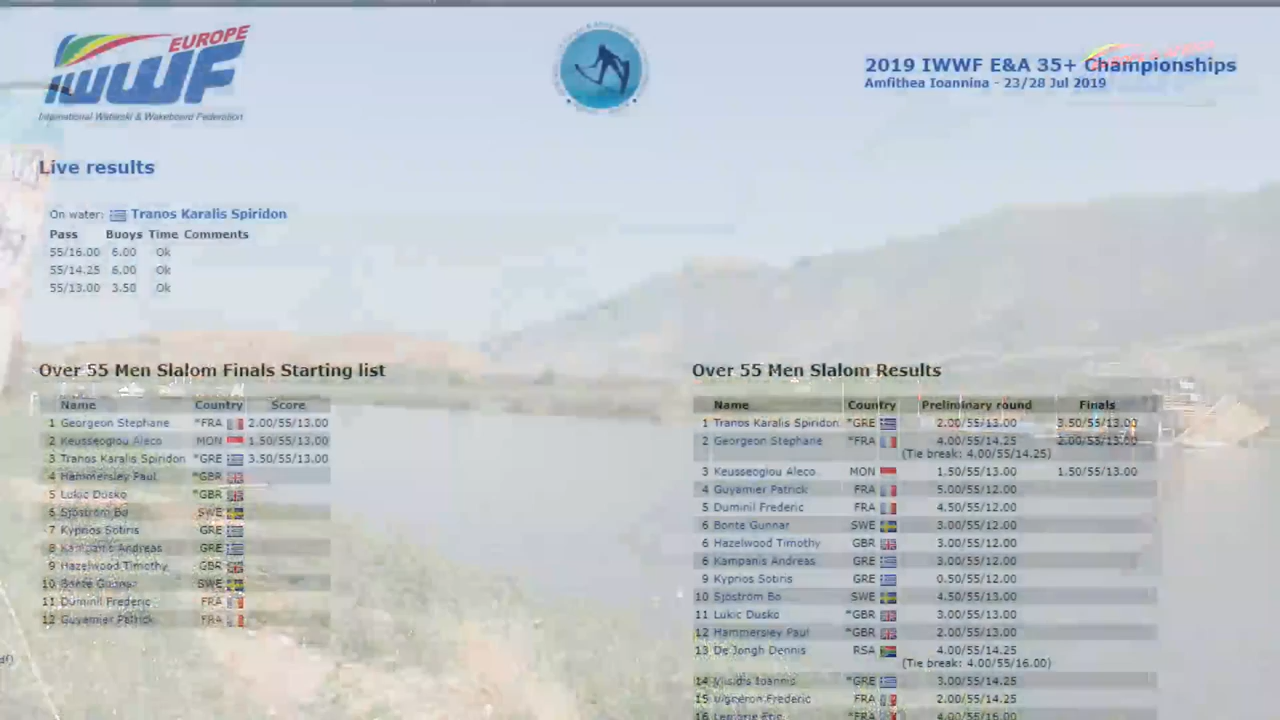 EUROPE
IWWF
International Waterski & Wakeboard Federation
2019 IWWF E&A 35+ Championships
Amfithea Ioannina - 23/28 Jul 2019
Live results
On water: Tranos Karalis Spiridon
Pass Buoys Time Comments
55/16.00 6.00 Ok
55/14.25 6.00 Ok
55/13.00 3.50 Ok
Over 55 Men Slalom Finals Starting list
Name Country Score
1 Georgeon Stephane *FRA 2.00/55/13.00
2 Keusseoglou Aleco MON 1.50/55/13.00
3 Tranos Karalis Spiridon *GRE 3.50/55/13.00
4 Hammersley Paul *GBR
5 Lukic Dusko *GBR
6 Sjöström Bo SWE
7 Kyprios Sotiris GRE
8 Kampanis Andreas GRE
9 Hazelwood Timothy GBR
10 Bonte Gunnar SWE
11 Duminil Frederic FRA
12 Guyamier Patrick FRA
df)
Over 55 Men Slalom Results
Name Country Preliminary round Finals
1 Tranos Karalis Spiridon *GRE 2.00/55/13.00 3.50/55/13.00
2 Georgeon Stephane *FRA 4.00/55/14.25 2.00/55/13.00
(Tie break: 4.00/55/14.25)
3 Keusseoglou Aleco MON 1.50/55/13.00 1.50/55/13.00
4 Guyamier Patrick FRA 5.00/55/12.00
5 Duminil Frederic FRA 4.50/55/12.00
6 Bonte Gunnar SWE 3.00/55/12.00
6 Hazelwood Timothy GBR 3.00/55/12.00
6 Kampanis Andreas GRE 3.00/55/12.00
9 Kyprios Sotiris GRE 0.50/55/12.00
10 Sjöström Bo SWE 4.50/55/13.00
11 Lukic Dusko *GBR 3.00/55/13.00
12 Hammersley Paul *GBR 2.00/55/13.00
13 De Jongh Dennis RSA 4.00/55/14.25
(Tie break: 4.00/55/16.00)
14 Ioannis *GRE 3.00/55/14.25
15 Vigneron Frederic FRA 2.00/55/14.25
16 Eric *FRA 4.00/55/16.00